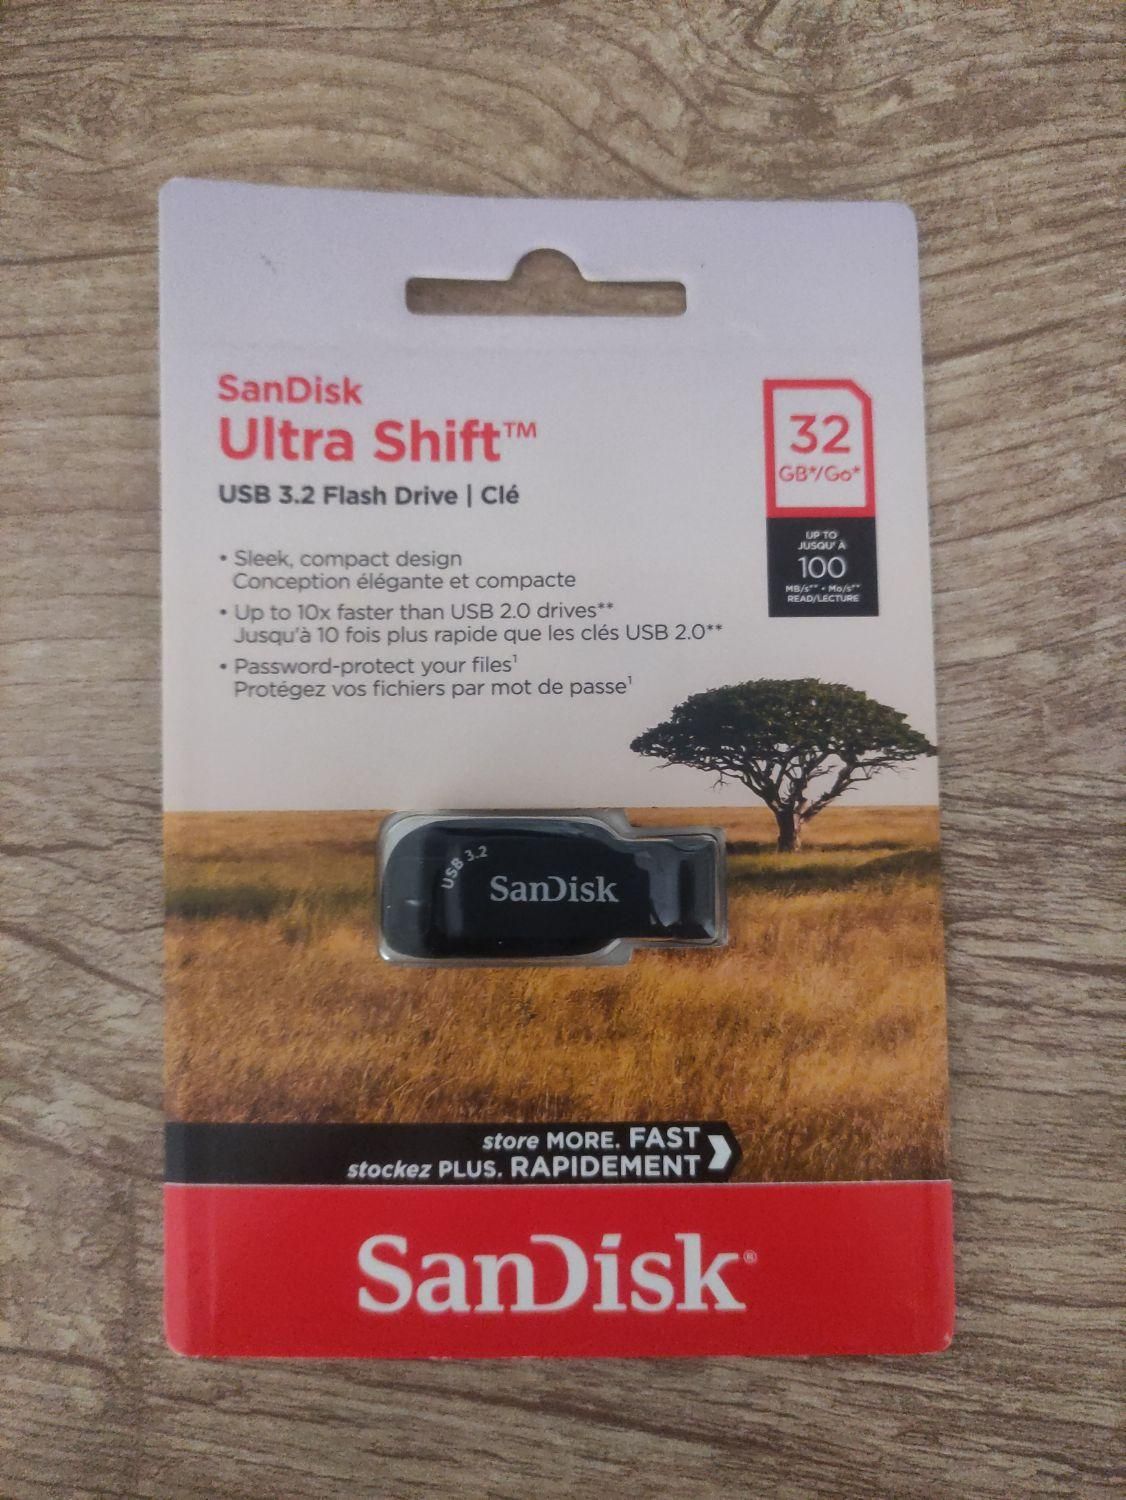 SanDisk
Ultra Shift™
USB 3.2 Flash Drive | Clé
• Sleek, compact design
Conception élégante et compacte
• Up to 10x faster than USB 2.0 drives**
Jusqu'à 10 fois plus rapide que les clés USB 2.0**
• Password-protect your files¹
Protégez vos fichiers par mot de passe¹
32
GB*/Go*
UP TO
JUSQU'À
100
MB/s** • Mo/s**
READ/LECTURE
USB 3.2
SanDisk
store MORE. FAST
stockez PLUS. RAPIDEMENT
SanDisk®